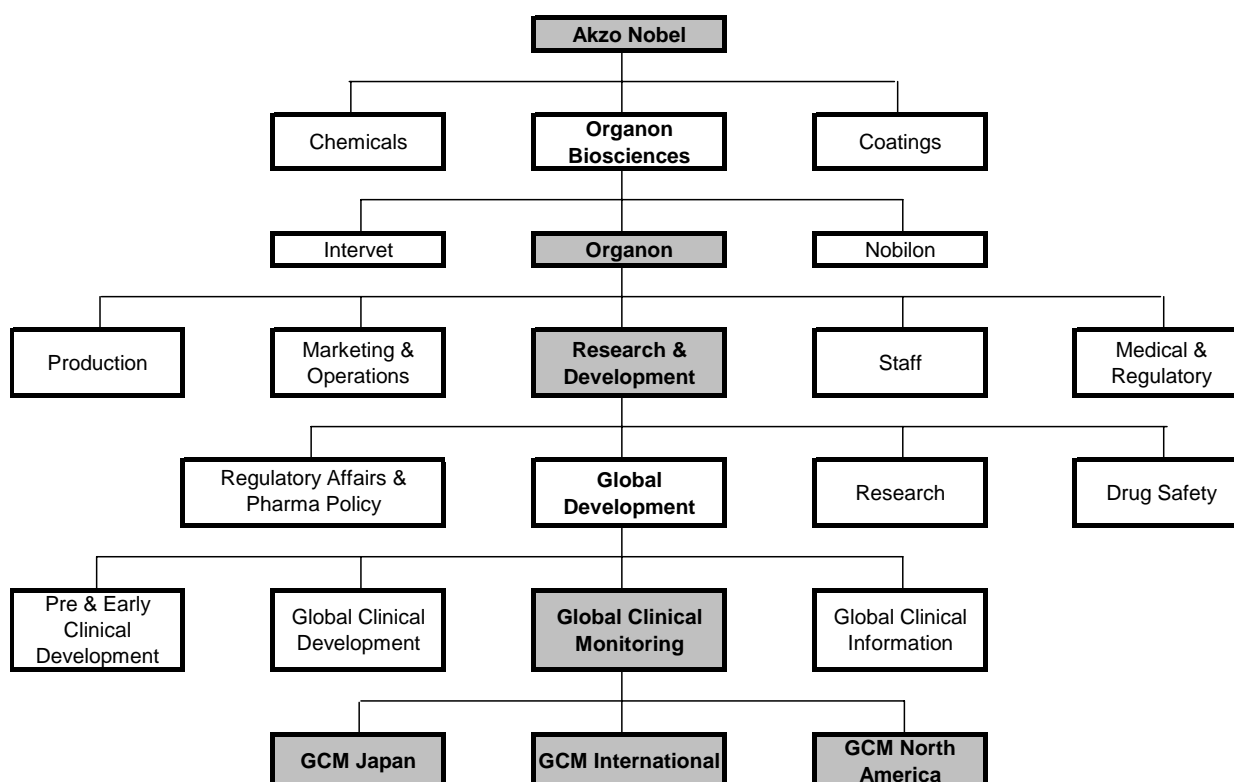 Akzo Nobel
Chemicals
Organon
Biosciences
Coatings
Intervet
Organon
Nobilon
Production
Marketing &
Operations
Research &
Development
Staff
Medical &
Regulatory
Regulatory Affairs &
Pharma Policy
Global
Development
Research
Drug Safety
Pre & Early
Clinical
Development
Global Clinical
Development
Global Clinical
Monitoring
Global Clinical
Information
GCM Japan
GCM International
GCM North
America